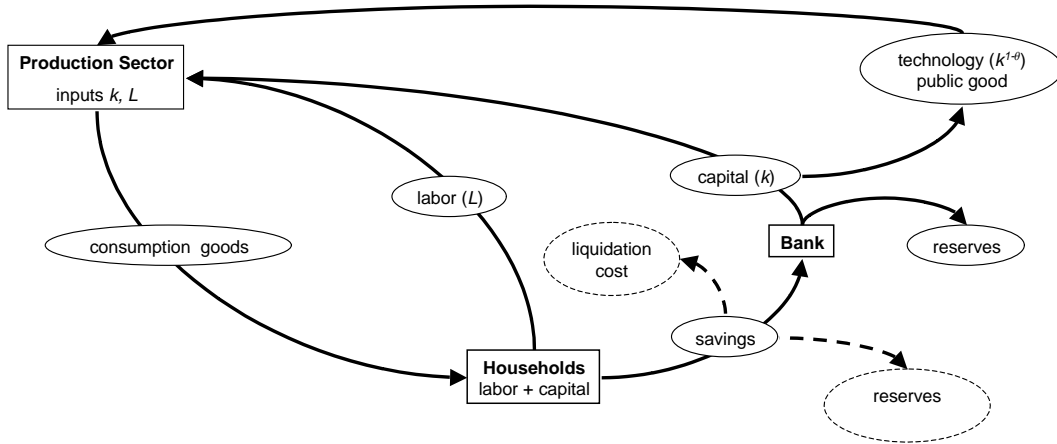 Production Sector
inputs k, L
technology (k^{1-θ})
public good
capital (k)
labor (L)
consumption goods
liquidation
cost
Bank
reserves
savings
Households
labor + capital
reserves